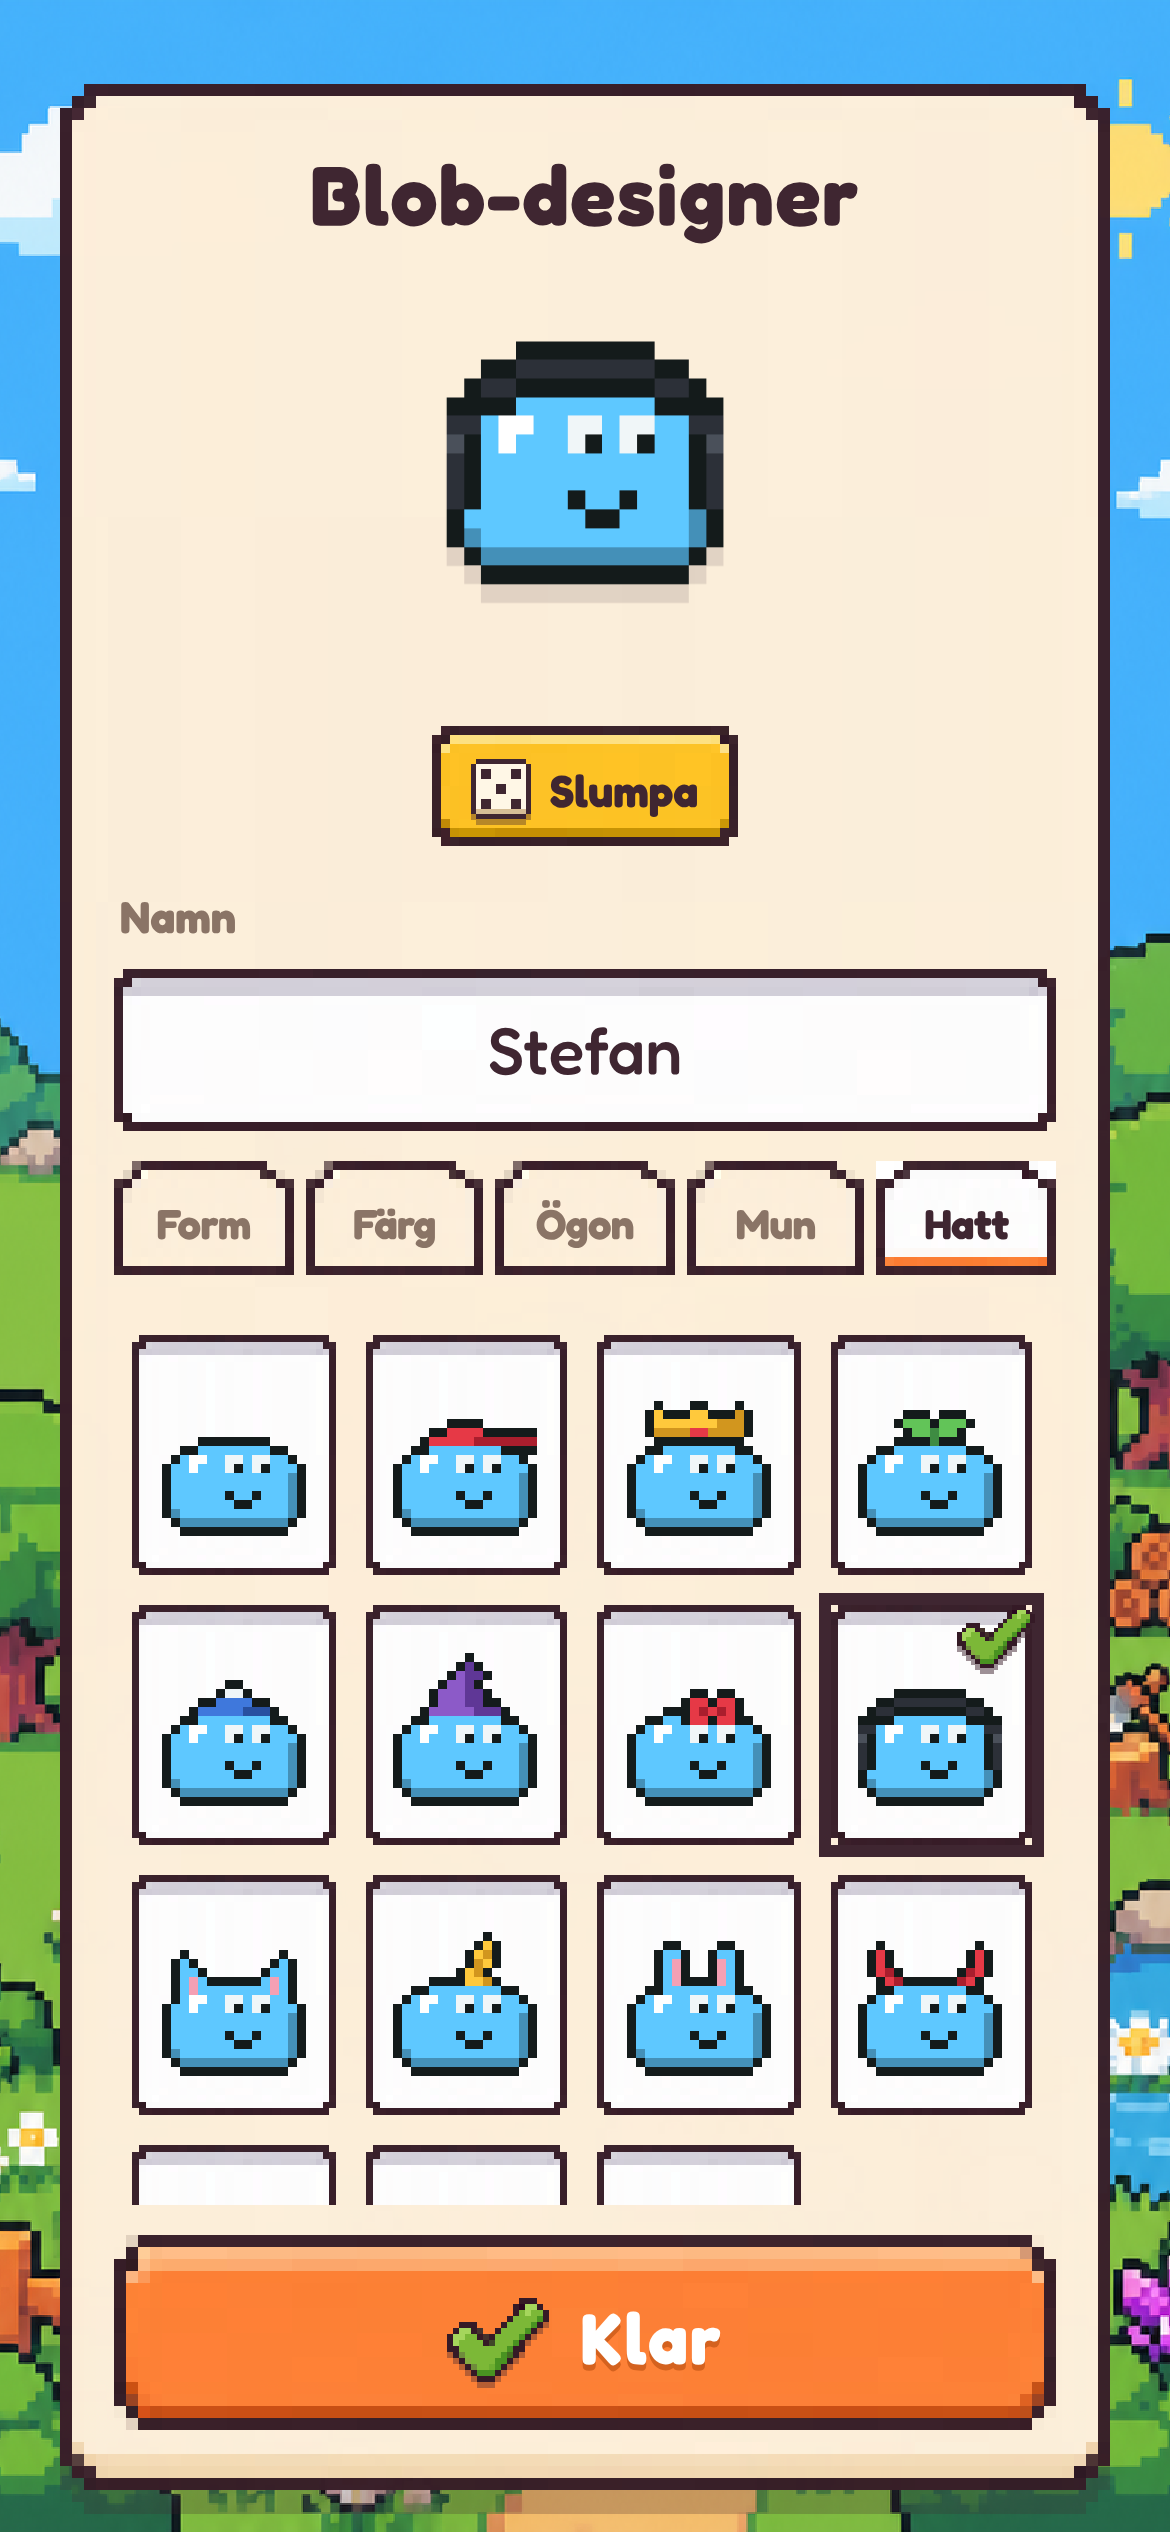 Blob-designer
Slumpa
Namn
Stefan
Form Färg Ögon Mun Hatt
Klar